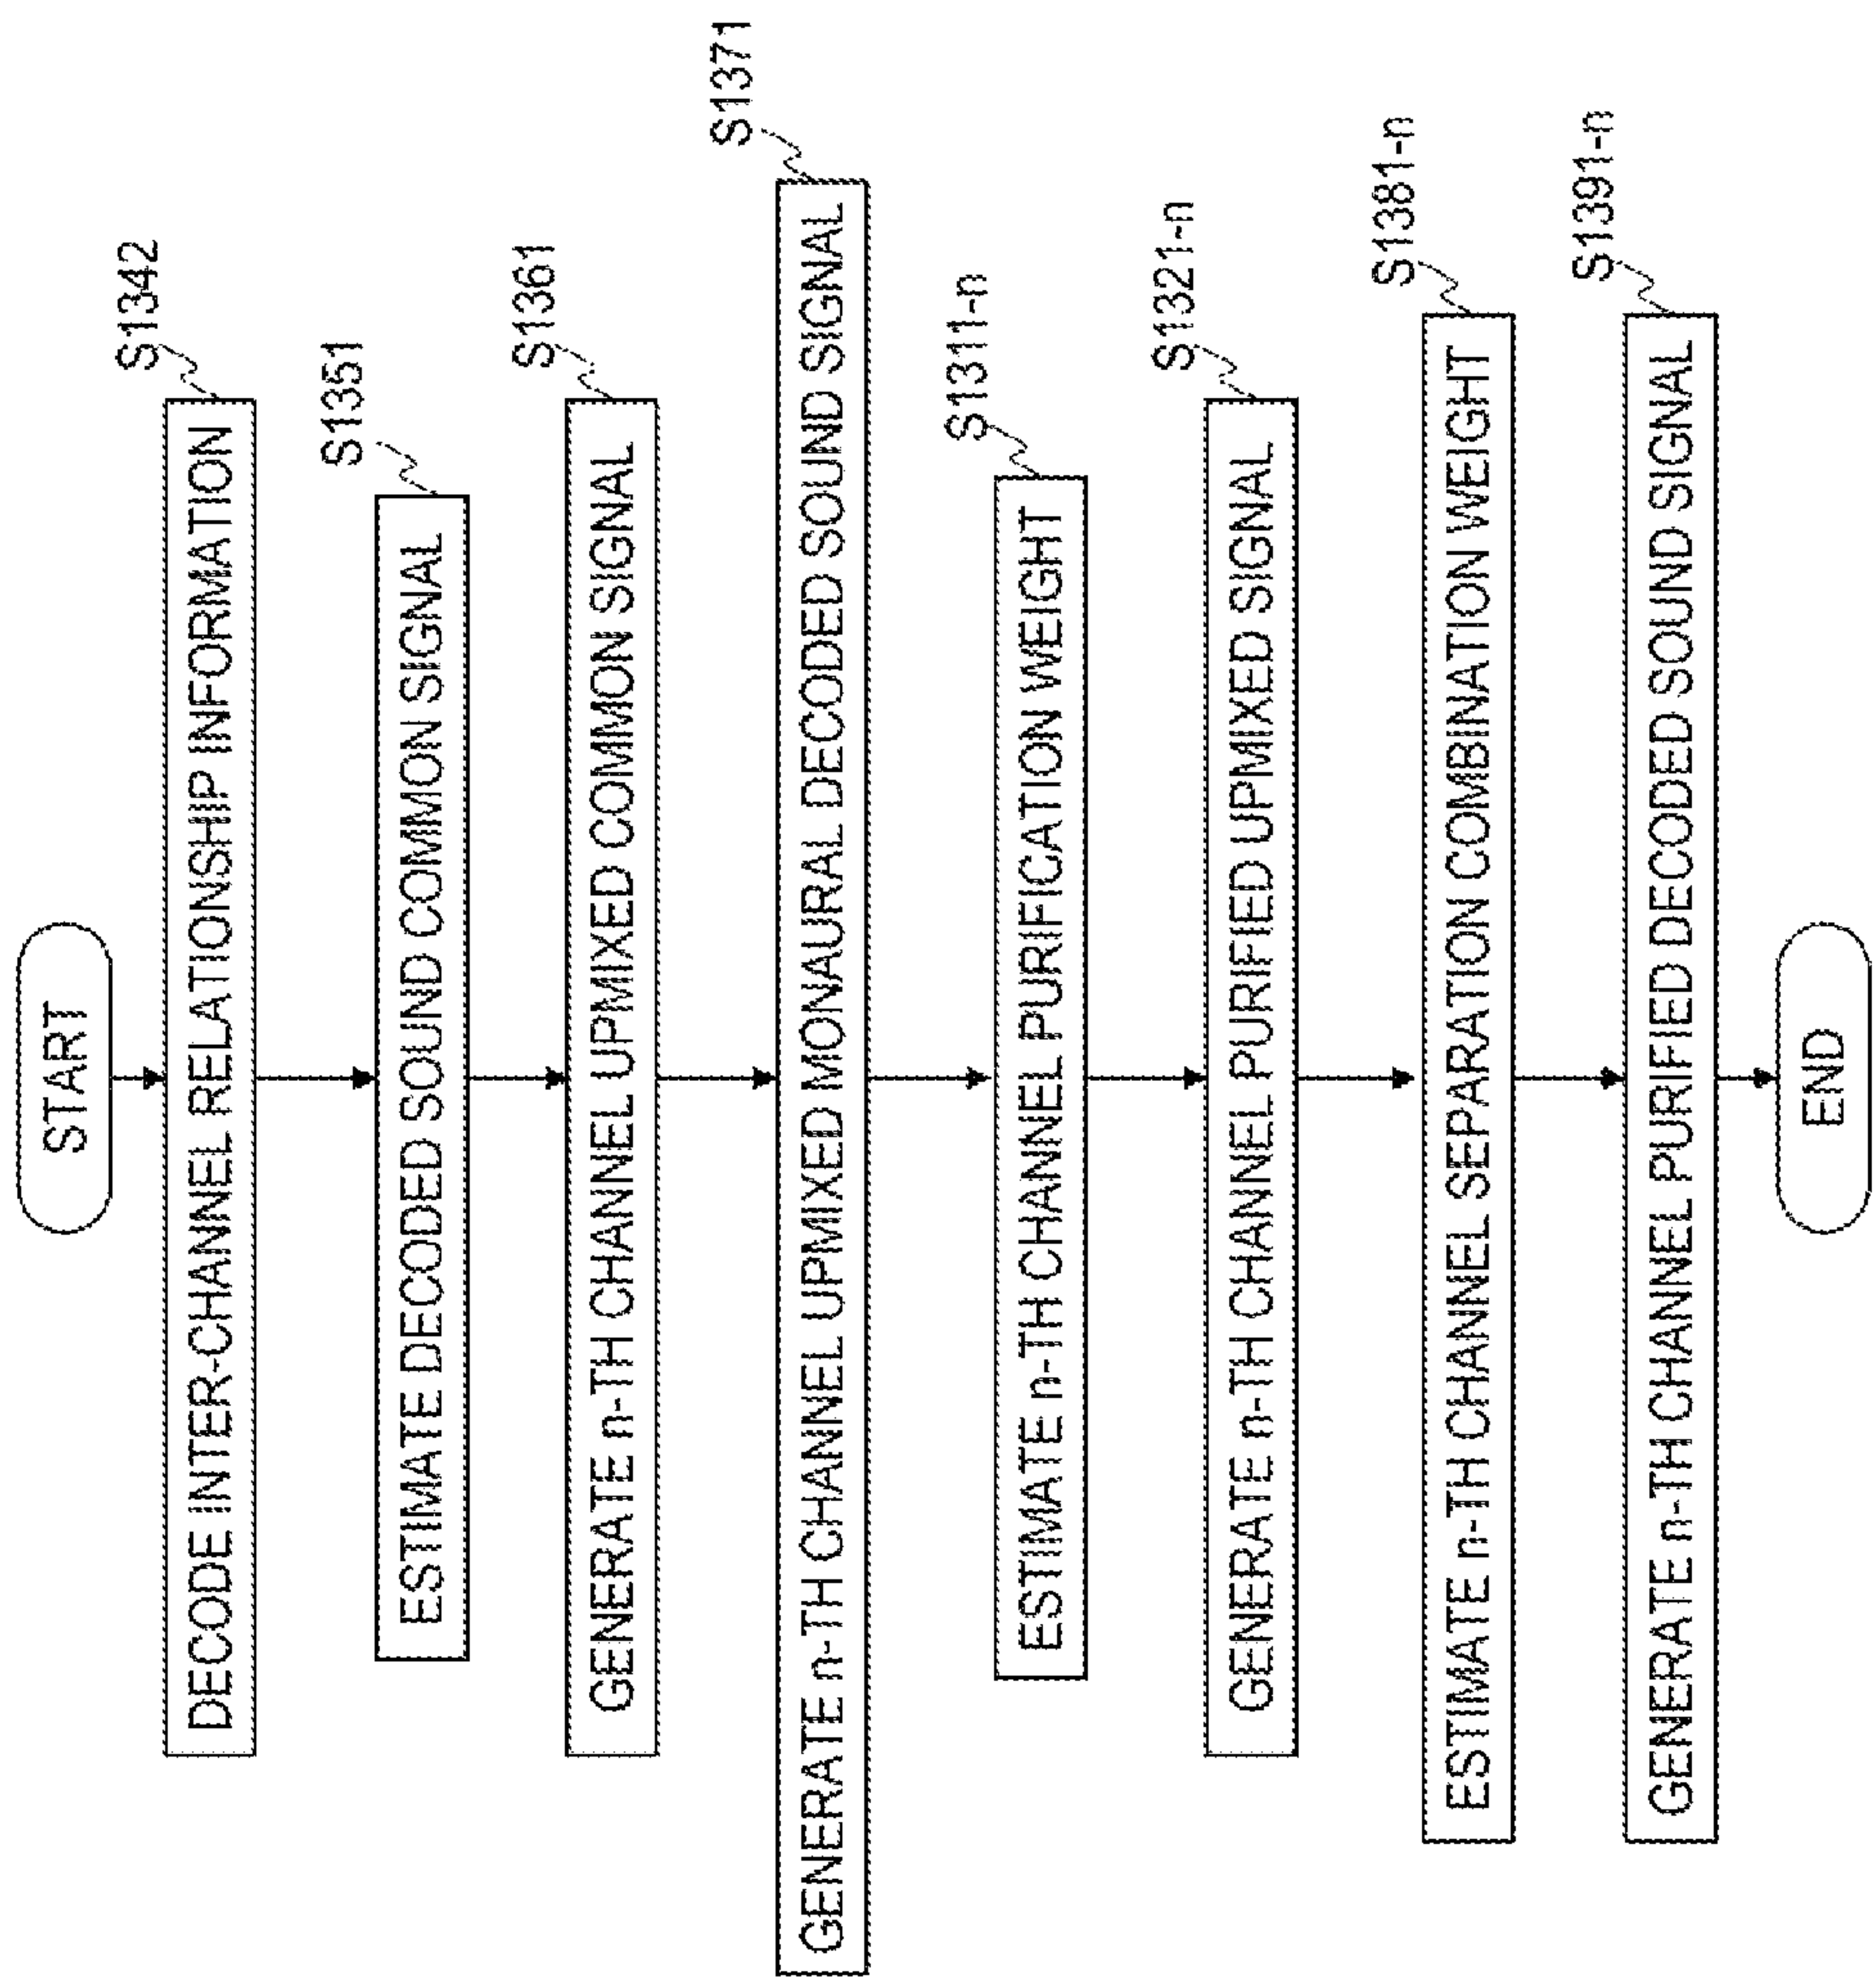 START
S1342
DECODE INTER-CHANNEL RELATIONSHIP INFORMATION
S1351
ESTIMATE DECODED SOUND COMMON SIGNAL
S1361
GENERATE n-TH CHANNEL UPMIXED COMMON SIGNAL
S1371
GENERATE n-TH CHANNEL UPMIXED MONAURAL DECODED SOUND SIGNAL
S1311-n
ESTIMATE n-TH CHANNEL PURIFICATION WEIGHT
S1321-n
GENERATE n-TH CHANNEL PURIFIED UPMIXED SIGNAL
S1381-n
ESTIMATE n-TH CHANNEL SEPARATION COMBINATION WEIGHT
S1391-n
GENERATE n-TH CHANNEL PURIFIED DECODED SOUND SIGNAL
END